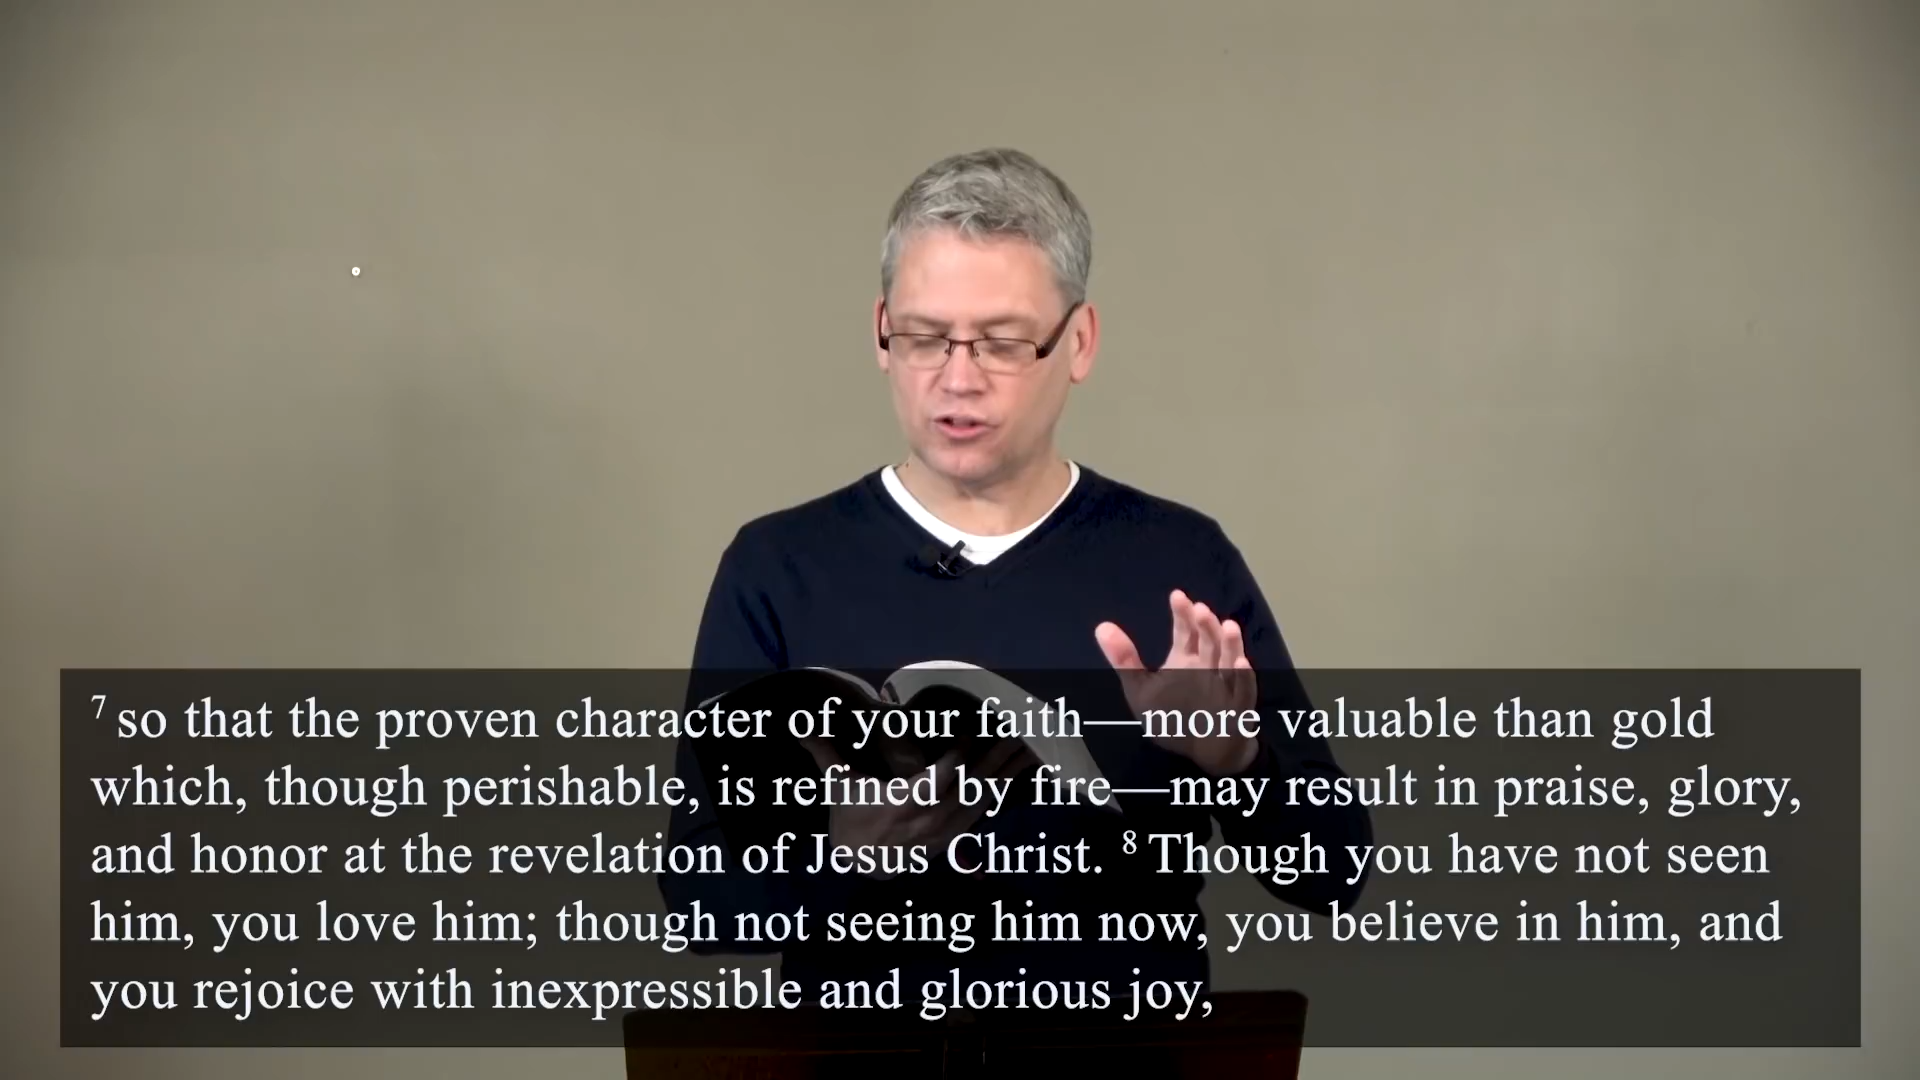 7 so that the proven character of your faith—more valuable than gold
which, though perishable, is refined by fire—may result in praise, glory,
and honor at the revelation of Jesus Christ. 8 Though you have not seen
him, you love him; though not seeing him now, you believe in him, and
you rejoice with inexpressible and glorious joy,